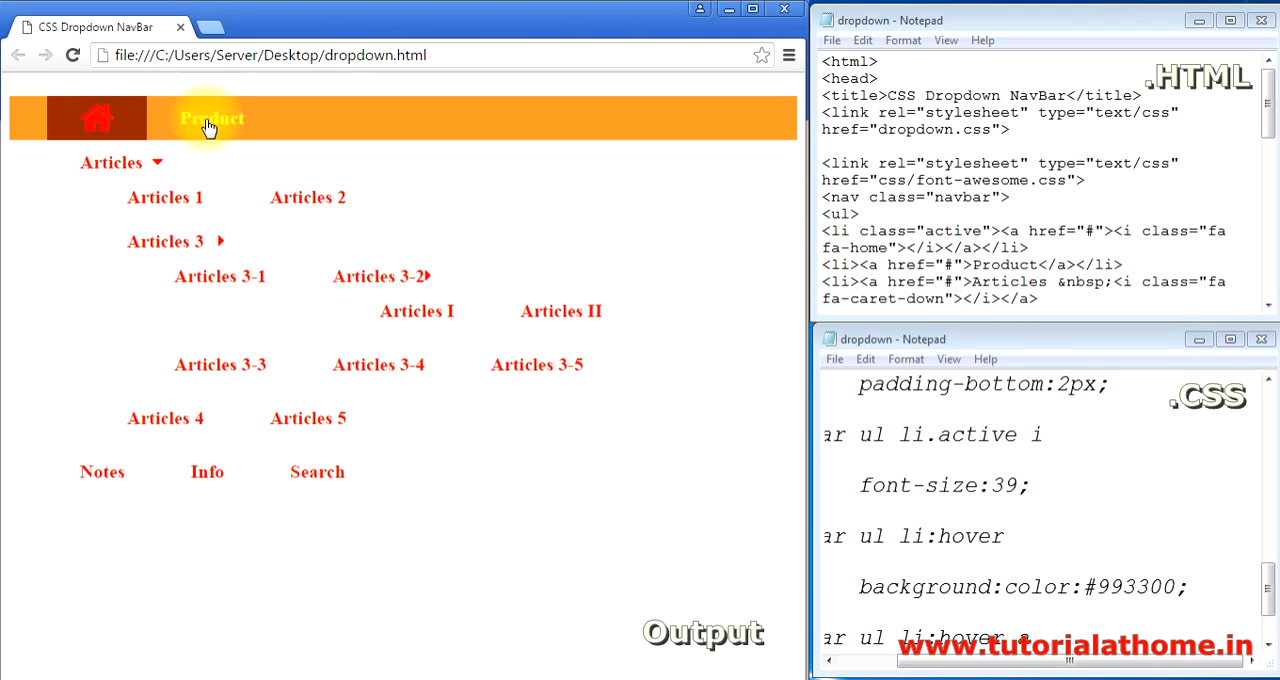 CSS Dropdown NavBar
file:///C:/Users/Server/Desktop/dropdown.html
Product
Articles
Articles 1 Articles 2
Articles 3
Articles 3-1 Articles 3-2
Articles I Articles II
Articles 3-3 Articles 3-4 Articles 3-5
Articles 4 Articles 5
Notes Info Search
Output
dropdown - Notepad
File Edit Format View Help
.HTML
<html>
<head>
<title>CSS Dropdown NavBar</title>
<link rel="stylesheet" type="text/css"
href="dropdown.css">
<link rel="stylesheet" type="text/css"
href="css/font-awesome.css">
<nav class="navbar">
<ul>
<li class="active"><a href="#"><i class="fa
fa-home"></i></a></li>
<li><a href="#">Product</a></li>
<li><a href="#">Articles &nbsp;<i class="fa
fa-caret-down"></i></a>
dropdown - Notepad
File Edit Format View Help
.CSS
padding-bottom:2px;
ar ul li.active i
font-size:39;
ar ul li:hover
background:color:#993300;
ar ul li:hover a
www.tutorialathome.in